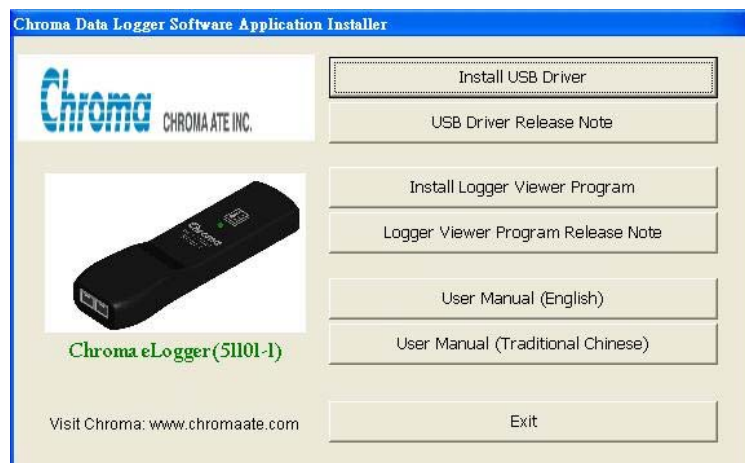 Chroma Data Logger Software Application Installer
Chroma CHROMA ATE INC.
Install USB Driver
USB Driver Release Note
Install Logger Viewer Program
Logger Viewer Program Release Note
User Manual (English)
User Manual (Traditional Chinese)
Exit
Chroma
Chroma eLogger(51101-1)
Visit Chroma: www.chromaate.com